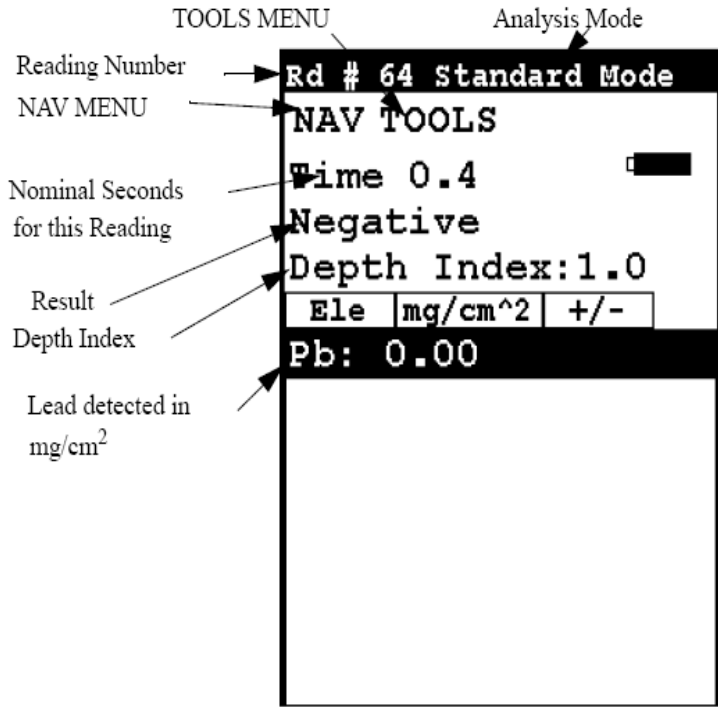 TOOLS MENU
Analysis Mode
Reading Number
Rd # 64 Standard Mode
NAV MENU
NAV TOOLS
Nominal Seconds
for this Reading
Time 0.4
Negative
Depth Index:1.0
Result
Depth Index
Ele mg/cm^2 +/-
Pb: 0.00
Lead detected in
mg/cm2